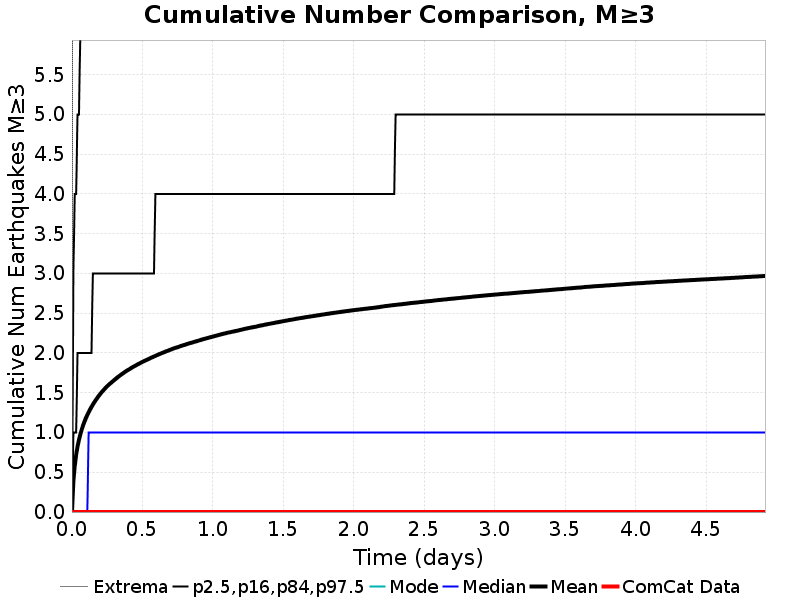 Cumulative Number Comparison, M≥3
Cumulative Num Earthquakes M≥3
5.5
5.0
4.5
4.0
3.5
3.0
2.5
2.0
1.5
1.0
0.5
0.0
0.0 0.5 1.0 1.5 2.0 2.5 3.0 3.5 4.0 4.5
Time (days)
Extrema p2.5,p16,p84,p97.5 Mode Median Mean ComCat Data